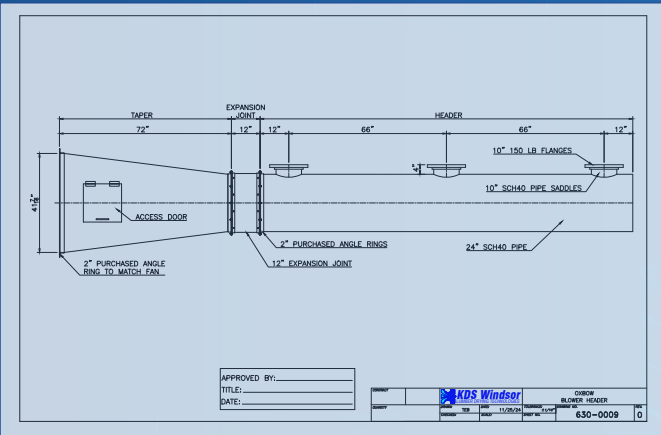 EXPANSION
TAPER JOINT HEADER
72" 12" 12" 66" 66" 12"
10" 150 LB FLANGES
4"
10" SCH40 PIPE SADDLES
ACCESS DOOR
2" PURCHASED ANGLE RINGS
24" SCH40 PIPE
2" PURCHASED ANGLE
RING TO MATCH FAN
12" EXPANSION JOINT
APPROVED BY:
TITLE:
DATE:
KDS Windsor
OXBOW
BLOWER HEADER
TEB 11/25/24
630-0009 0